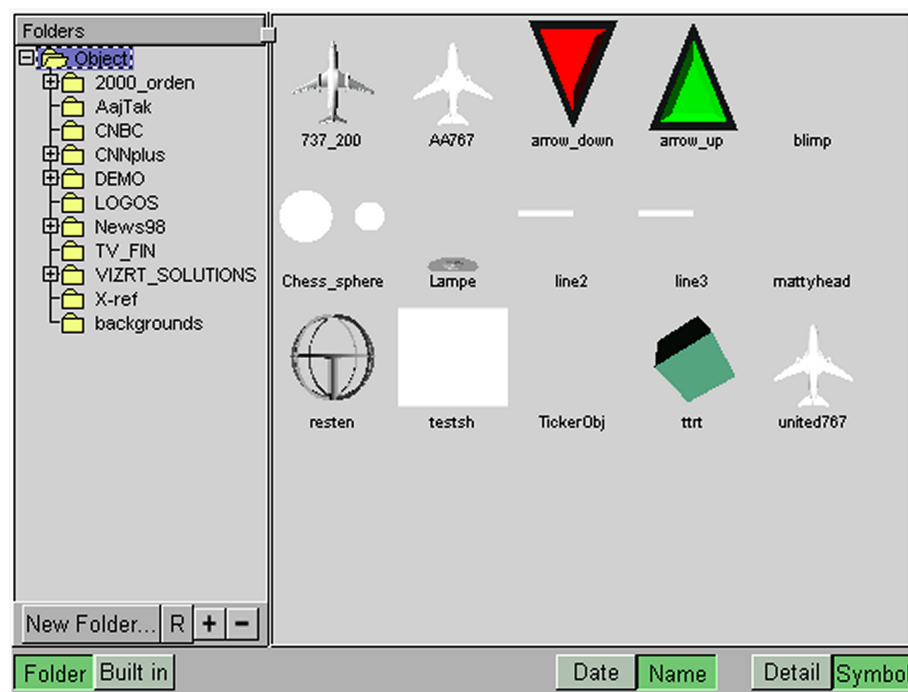 Folders
Object
2000_orden
AajTak
CNBC
CNNplus
DEMO
LOGOS
News98
TV_FIN
VIZRT_SOLUTIONS
X-ref
backgrounds
New Folder... R + -
737_200 AA767 arrow_down arrow_up blimp
Chess_sphere Lampe line2 line3 mattyhead
resten testsh TickerObj ttrt united767
Folder Built in Date Name Detail Symbol